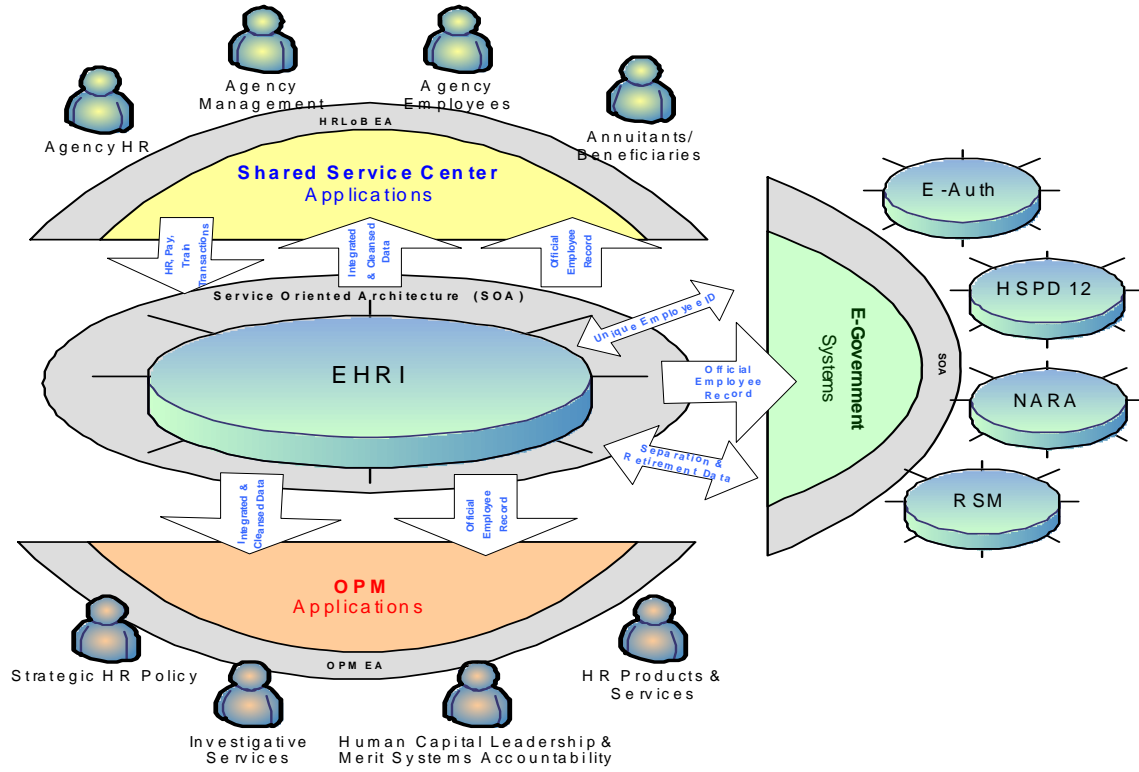 Agency HR
Agency
Management
Agency
Employees
Annuitants/
Beneficiaries
HRLoB EA
Shared Service Center
Applications
HR, Pay,
Train
Transactions
Integrated
& Cleansed
Data
Official
Employee
Record
Service Oriented Architecture (SOA)
EHRI
Unique Employee ID
Official
Employee
Record
Separation &
Retirement Data
E-Government
Systems
SOA
E-Auth
HSPD 12
NARA
RSM
Integrated &
Cleansed Data
Official
Employee
Record
OPM
Applications
OPM EA
Strategic HR Policy
Investigative
Services
Human Capital Leadership &
Merit Systems Accountability
HR Products &
Services